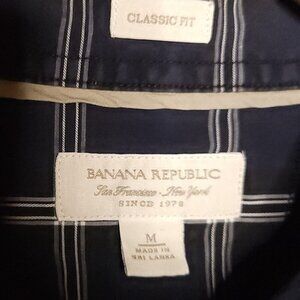 CLASSIC FIT
BANANA REPUBLIC
San Francisco - New York
SINCE 1978
M
MADE IN
SRI LANKA